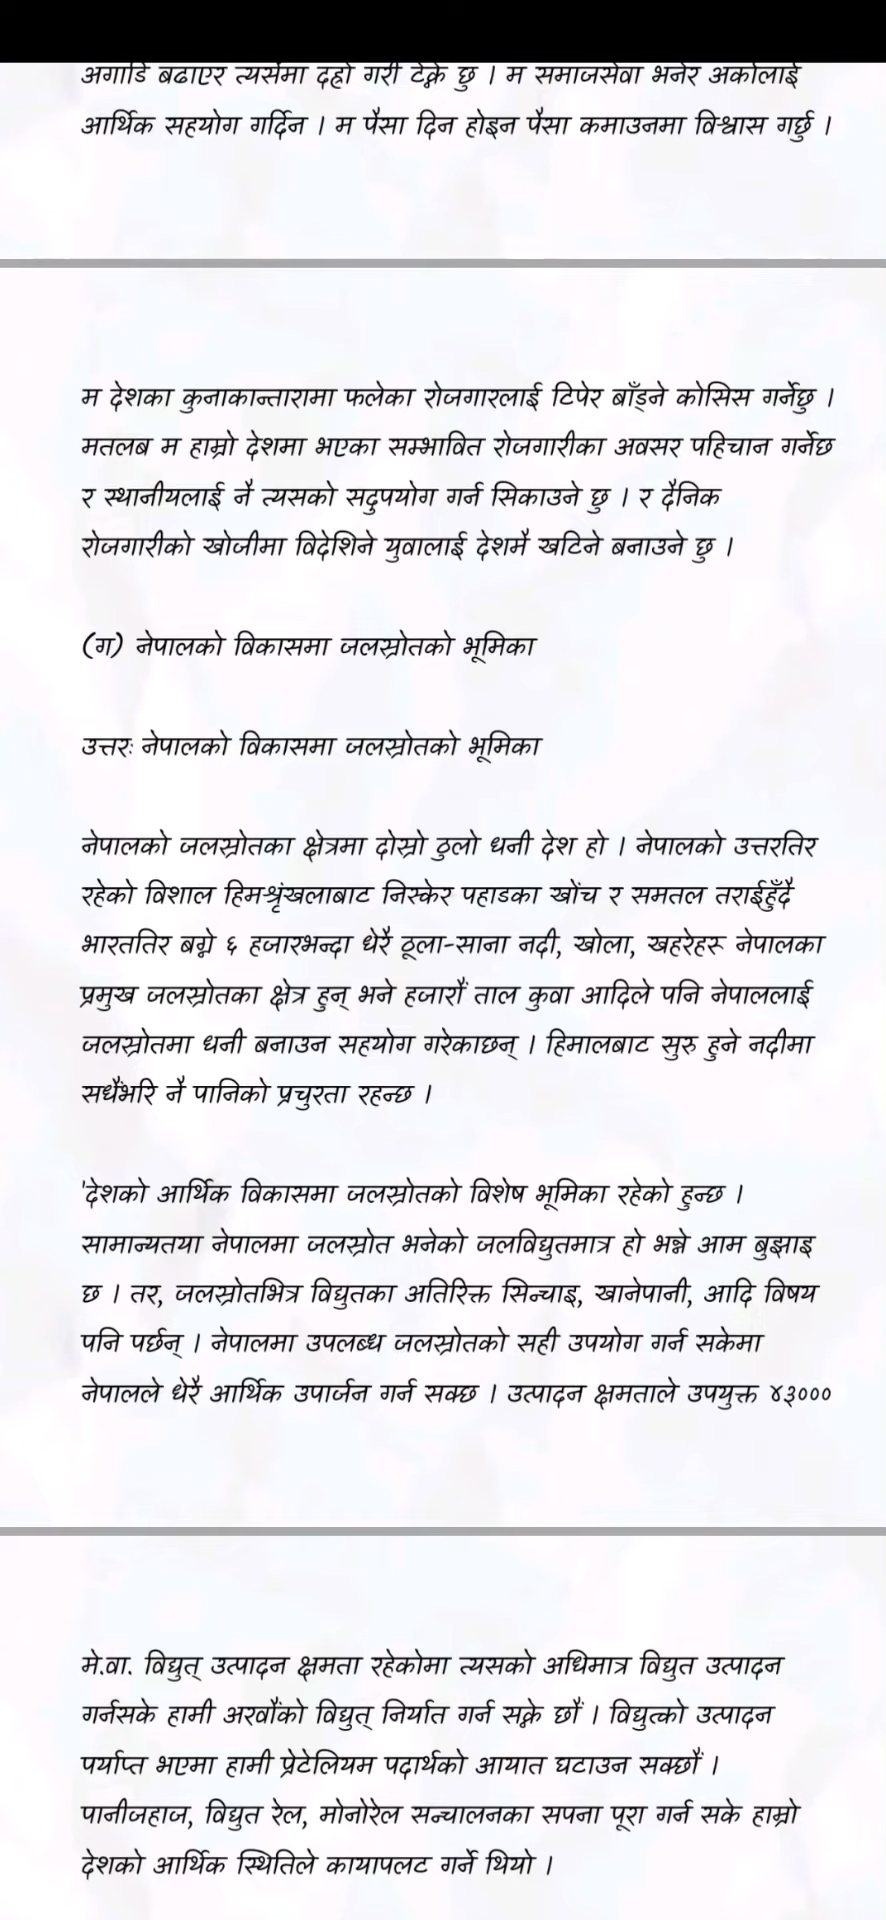 अगाडि बढाएर त्यसैमा दह्रो गरी टेक्ने छु । म समाजसेवा भनेर अर्कोलाई
आर्थिक सहयोग गर्दिन । म पैसा दिन होइन पैसा कमाउनमा विश्वास गर्छु ।
म देशका कुनाकान्तारामा फलेका रोजगारलाई टिपेर बाँड्ने कोसिस गर्नेछु ।
मतलब म हाम्रो देशमा भएका सम्भावित रोजगारीका अवसर पहिचान गर्नेछ
र स्थानीयलाई नै त्यसको सदुपयोग गर्न सिकाउने छु । र दैनिक
रोजगारीको खोजीमा विदेशिने युवालाई देशमै खटिने बनाउने छु ।
(ग) नेपालको विकासमा जलस्रोतको भूमिका
उत्तरः नेपालको विकासमा जलस्रोतको भूमिका
नेपालको जलस्रोतका क्षेत्रमा दोस्रो ठुलो धनी देश हो । नेपालको उत्तरतिर
रहेको विशाल हिमश्रृंखलाबाट निस्केर पहाडका खोंच र समतल तराईहुँदै
भारततिर बग्ने ६ हजारभन्दा धेरै ठूला-साना नदी, खोला, खहरेहरू नेपालका
प्रमुख जलस्रोतका क्षेत्र हुन् भने हजारौं ताल कुवा आदिले पनि नेपाललाई
जलस्रोतमा धनी बनाउन सहयोग गरेकाछन् । हिमालबाट सुरु हुने नदीमा
सधैंभरि नै पानिको प्रचुरता रहन्छ ।
'देशको आर्थिक विकासमा जलस्रोतको विशेष भूमिका रहेको हुन्छ ।
सामान्यतया नेपालमा जलस्रोत भनेको जलविद्युतमात्र हो भन्ने आम बुझाइ
छ । तर, जलस्रोतभित्र विद्युतका अतिरिक्त सिन्चाइ, खानेपानी, आदि विषय
पनि पर्छन् । नेपालमा उपलब्ध जलस्रोतको सही उपयोग गर्न सकेमा
नेपालले धेरै आर्थिक उपार्जन गर्न सक्छ । उत्पादन क्षमताले उपयुक्त ४३०००
मे.वा. विद्युत् उत्पादन क्षमता रहेकोमा त्यसको अधिमात्र विद्युत उत्पादन
गर्नसके हामी अरवौंको विद्युत् निर्यात गर्न सक्ने छौं । विद्युत्को उत्पादन
पर्याप्त भएमा हामी प्रेटेलियम पदार्थको आयात घटाउन सक्छौं ।
पानीजहाज, विद्युत रेल, मोनोरेल सन्चालनका सपना पूरा गर्न सके हाम्रो
देशको आर्थिक स्थितिले कायापलट गर्ने थियो ।